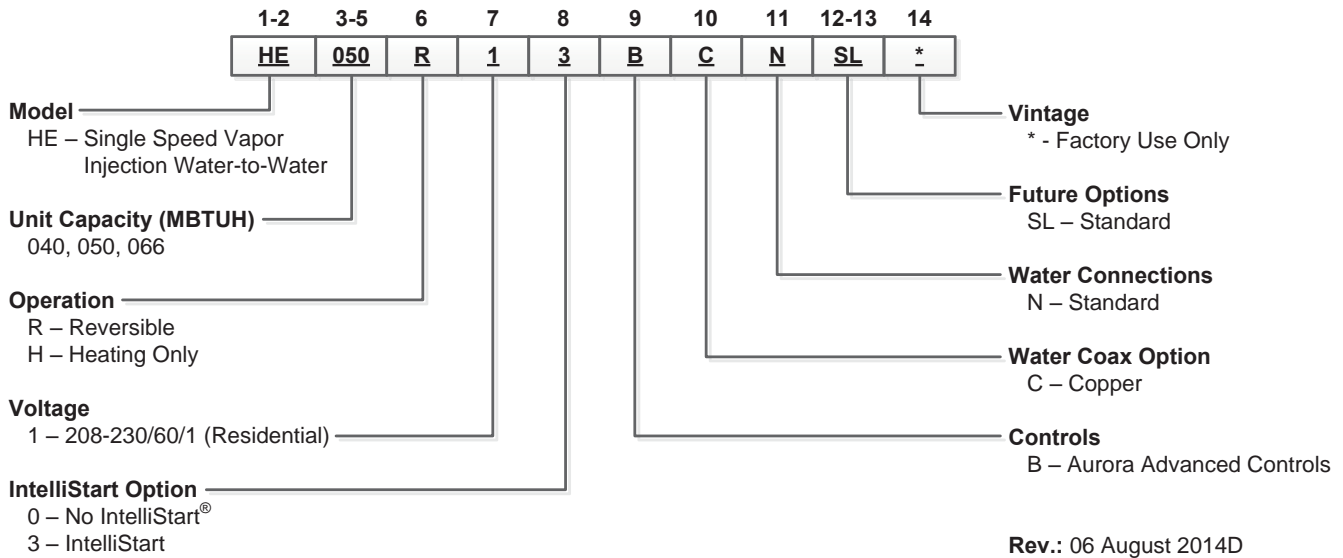 1-2 3-5 6 7 8 9 10 11 12-13 14
HE 050 R 1 3 B C N SL *
Model
HE – Single Speed Vapor
Injection Water-to-Water
Unit Capacity (MBTUH)
040, 050, 066
Operation
R – Reversible
H – Heating Only
Voltage
1 – 208-230/60/1 (Residential)
IntelliStart Option
0 – No IntelliStart®
3 – IntelliStart
Vintage
* - Factory Use Only
Future Options
SL – Standard
Water Connections
N – Standard
Water Coax Option
C – Copper
Controls
B – Aurora Advanced Controls
Rev.: 06 August 2014D